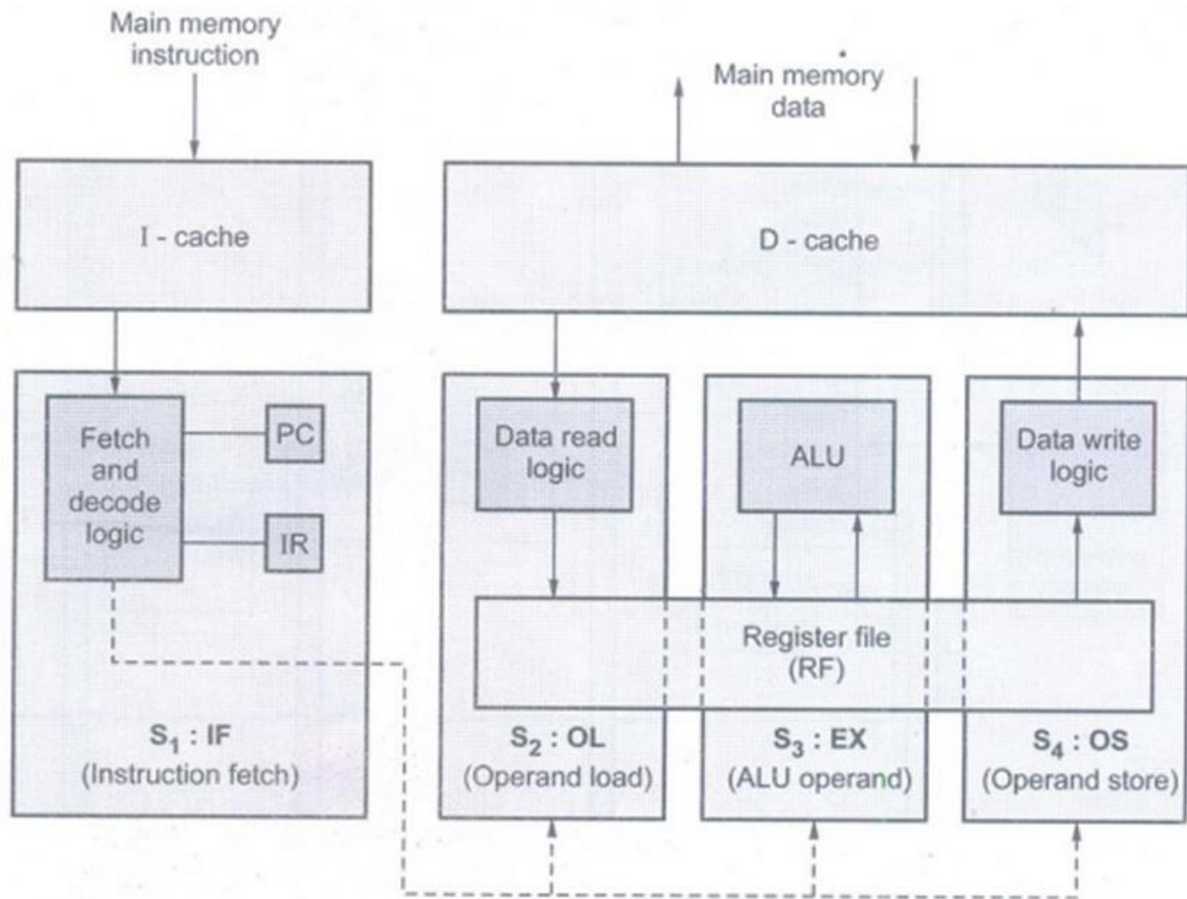 Main memory
instruction
Main memory
data
I - cache
D - cache
Fetch
and
decode
logic
PC
IR
Data read
logic
ALU
Data write
logic
Register file
(RF)
S₁ : IF
(Instruction fetch)
S₂ : OL
(Operand load)
S₃ : EX
(ALU operand)
S₄ : OS
(Operand store)